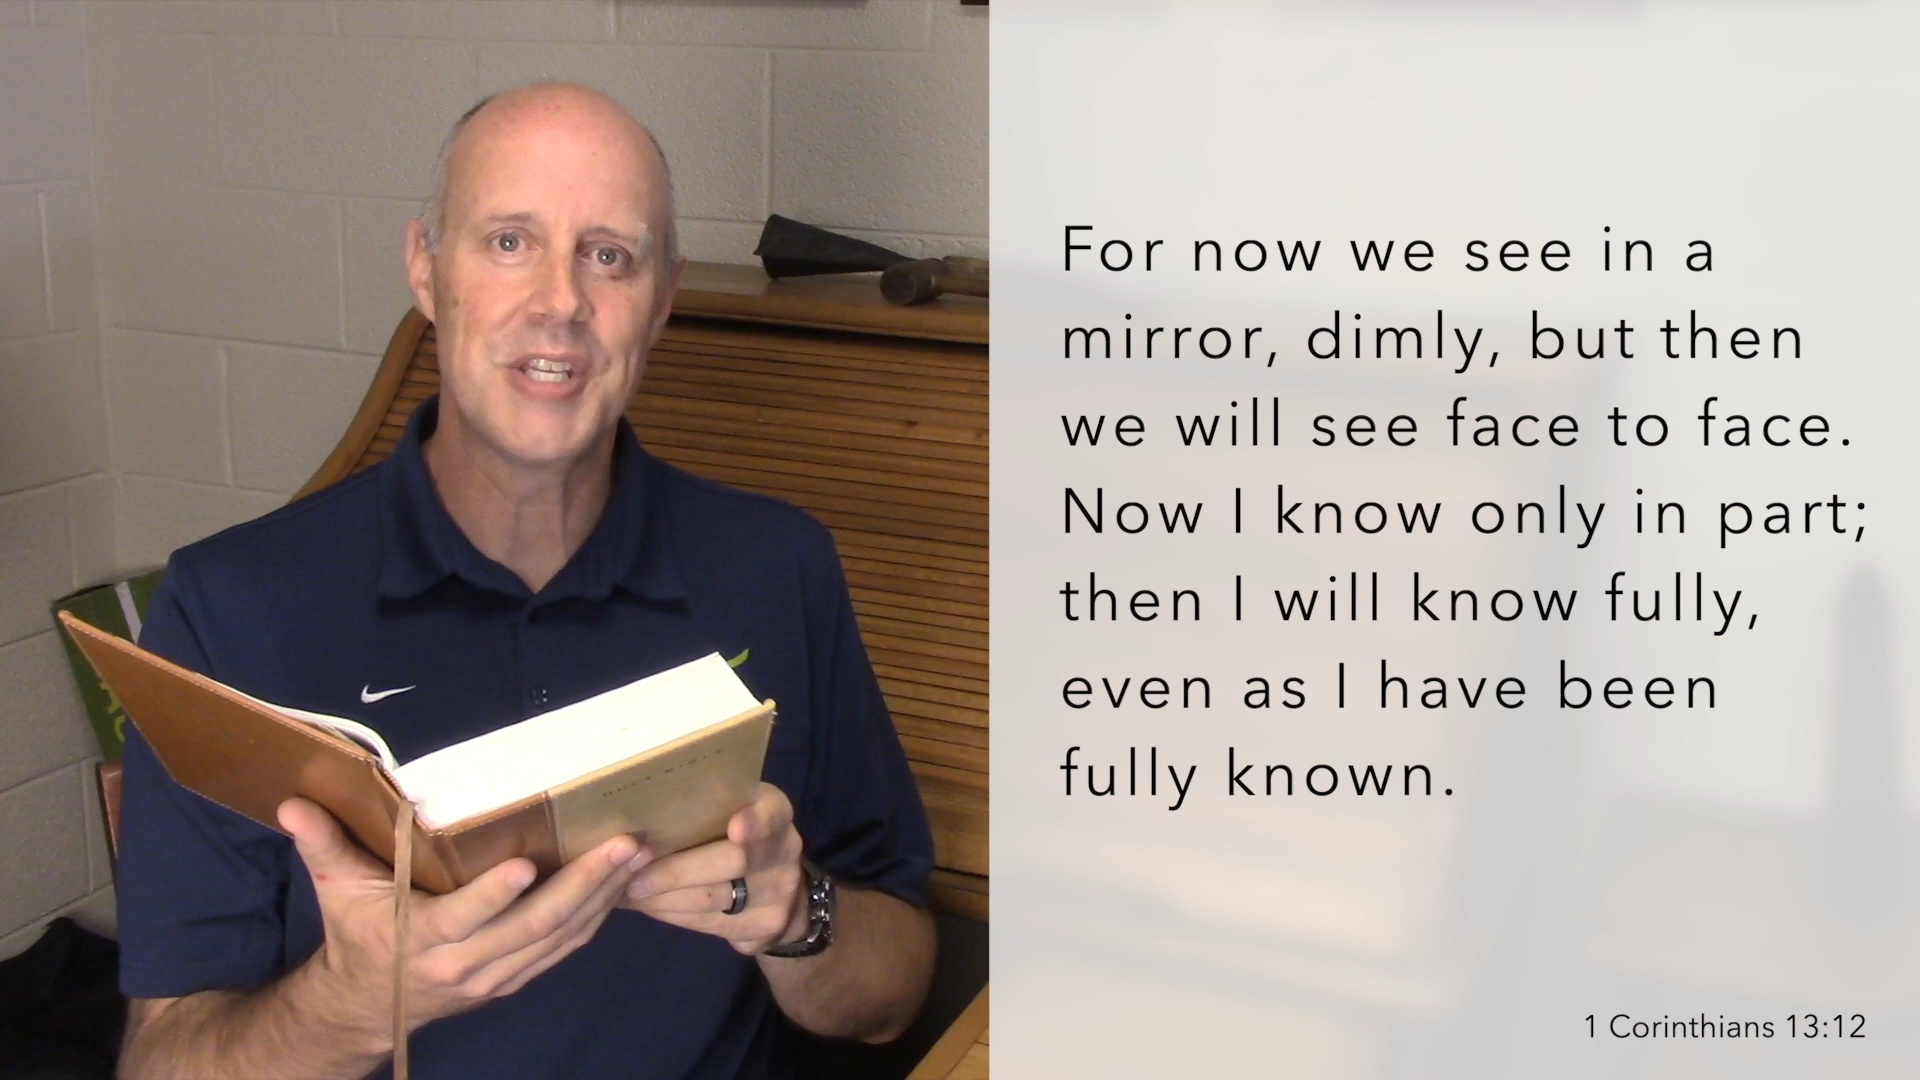 For now we see in a
mirror, dimly, but then
we will see face to face.
Now I know only in part;
then I will know fully,
even as I have been
fully known.
1 Corinthians 13:12